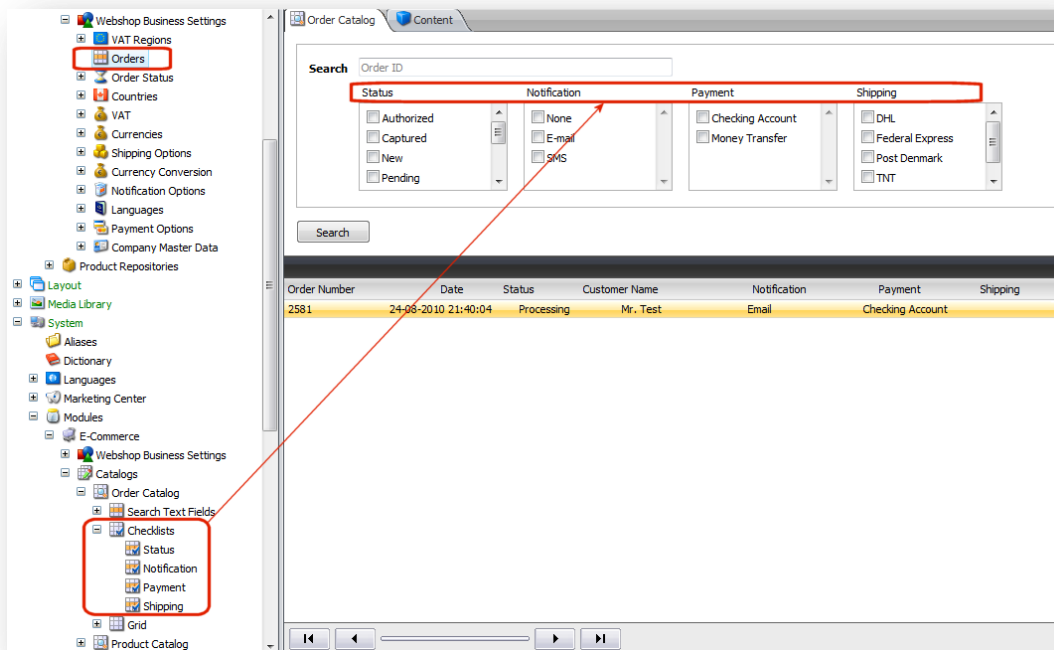 Webshop Business Settings
VAT Regions
Orders
Order Status
Countries
VAT
Currencies
Shipping Options
Currency Conversion
Notification Options
Languages
Payment Options
Company Master Data
Product Repositories
Layout
Media Library
System
Aliases
Dictionary
Languages
Marketing Center
Modules
E-Commerce
Webshop Business Settings
Catalogs
Order Catalog
Search Text Fields
Checklists
Status
Notification
Payment
Shipping
Grid
Product Catalog
Order Catalog Content
Search Order ID
Status Notification Payment Shipping
Authorized None Checking Account DHL
Captured E-mail Money Transfer Federal Express
New SMS Post Denmark
Pending TNT
Search
Order Number Date Status Customer Name Notification Payment Shipping
2581 24-08-2010 21:40:04 Processing Mr. Test Email Checking Account